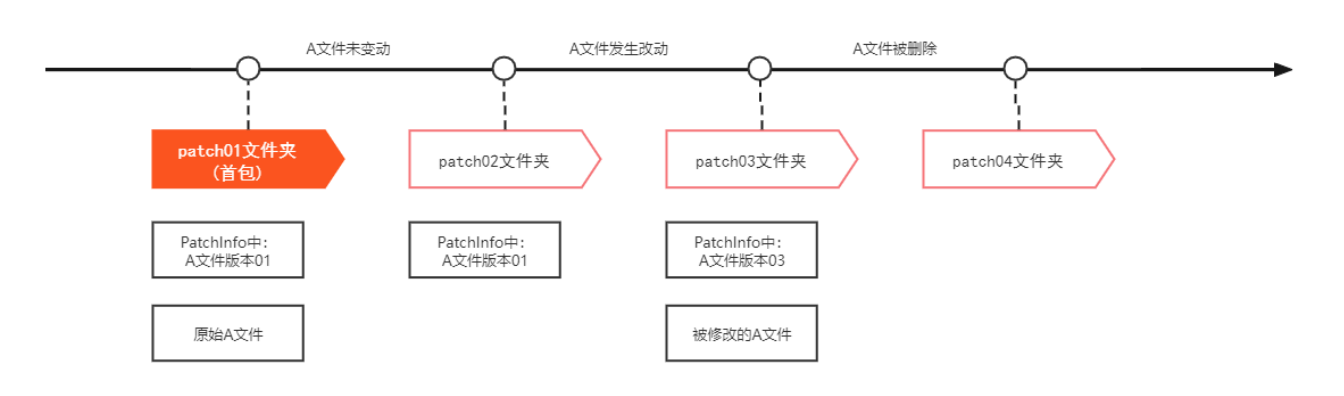 A文件未变动
A文件发生改动
A文件被删除
patch01文件夹
(首包)
patch02文件夹
patch03文件夹
patch04文件夹
PatchInfo中:
A文件版本01
PatchInfo中:
A文件版本01
PatchInfo中:
A文件版本03
原始A文件
被修改的A文件